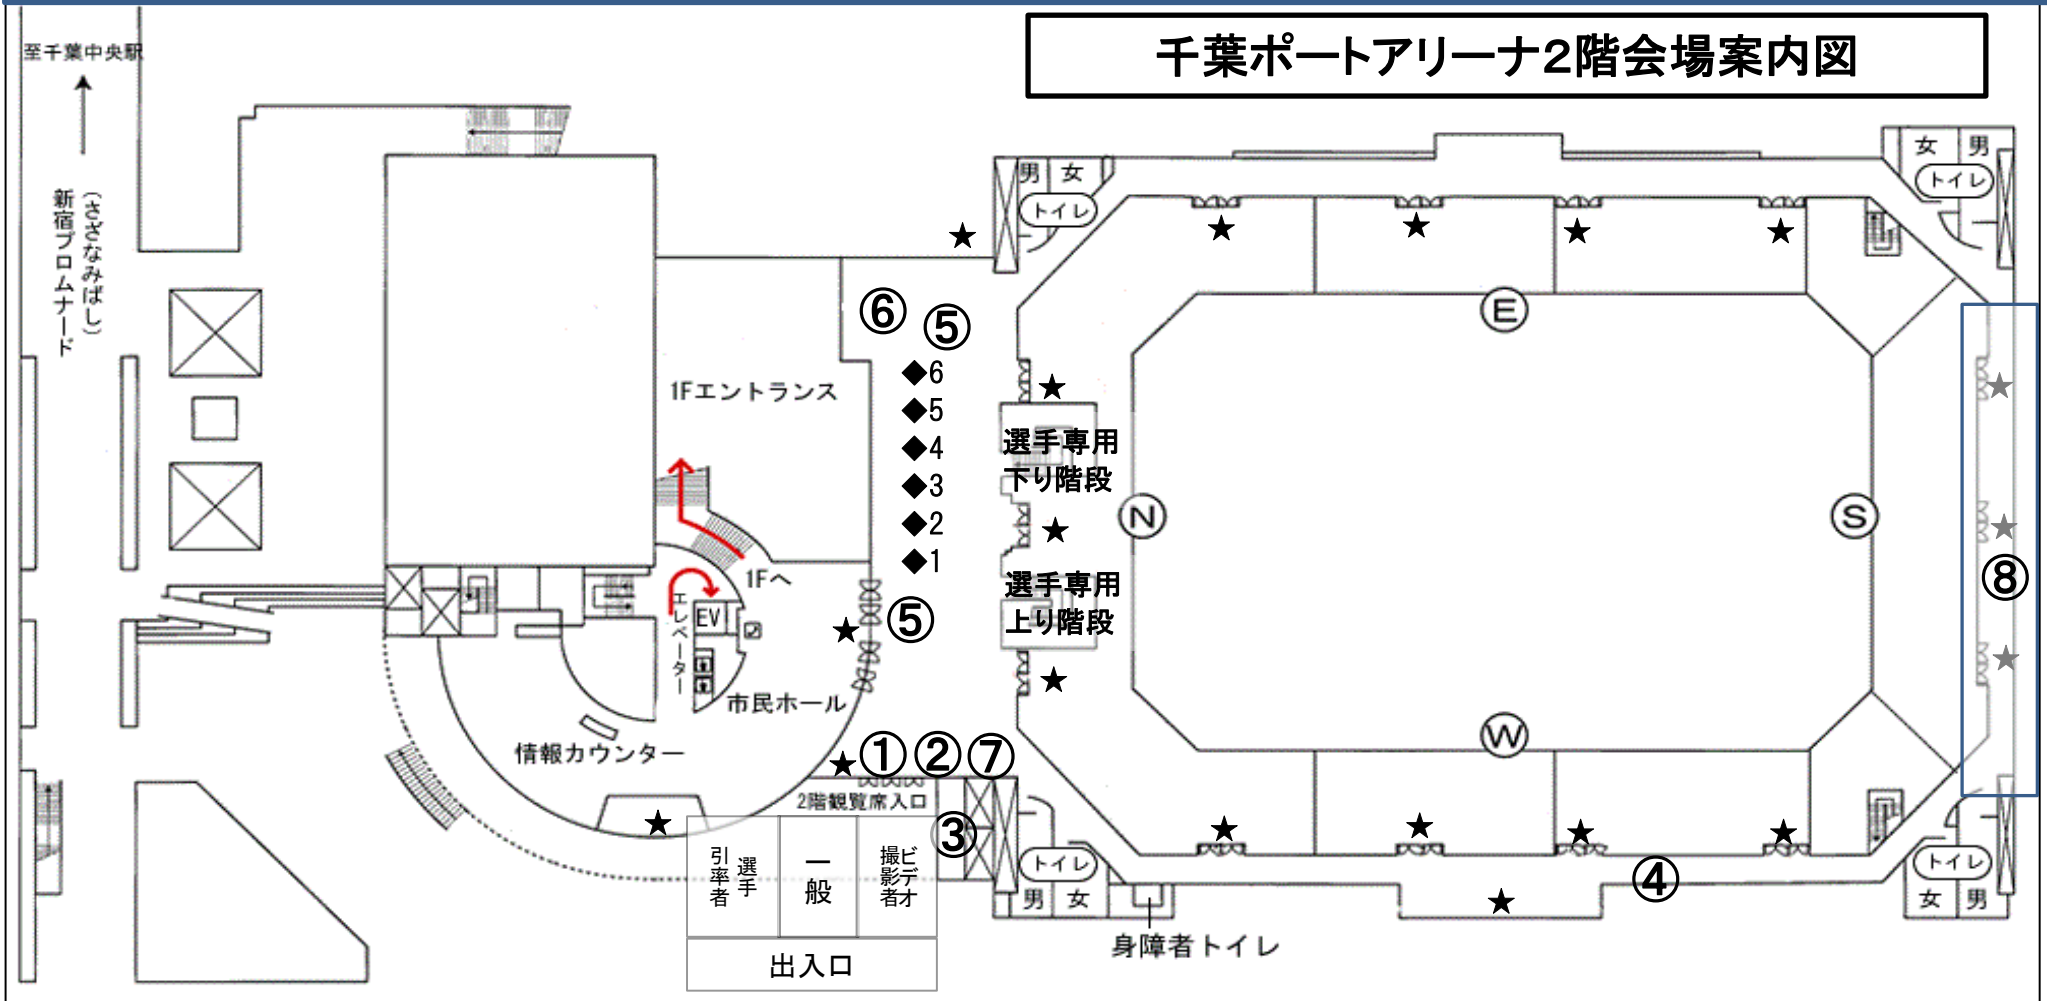 千葉ポートアリーナ2階会場案内図
至千葉中央駅
(さざなみばし)
新宿プロムナード
男 女
トイレ
女 男
トイレ
★
★ ★ ★ ★
E
⑥ ⑤
1Fエントランス
◆6
◆5
◆4
◆3
◆2
◆1
★
選手専用
下り階段
★
選手専用
上り階段
★
N
S
★
★
⑧
★
1Fへ
エレベーター
EV
★
⑤
市民ホール
情報カウンター
W
★ ① ② ⑦
2階観覧席入口
★
③
選手
引率者
一般
ビデオ
撮影者
出入口
★ ★ ★ ★
④
★
トイレ
男 女
身障者トイレ
トイレ
女 男